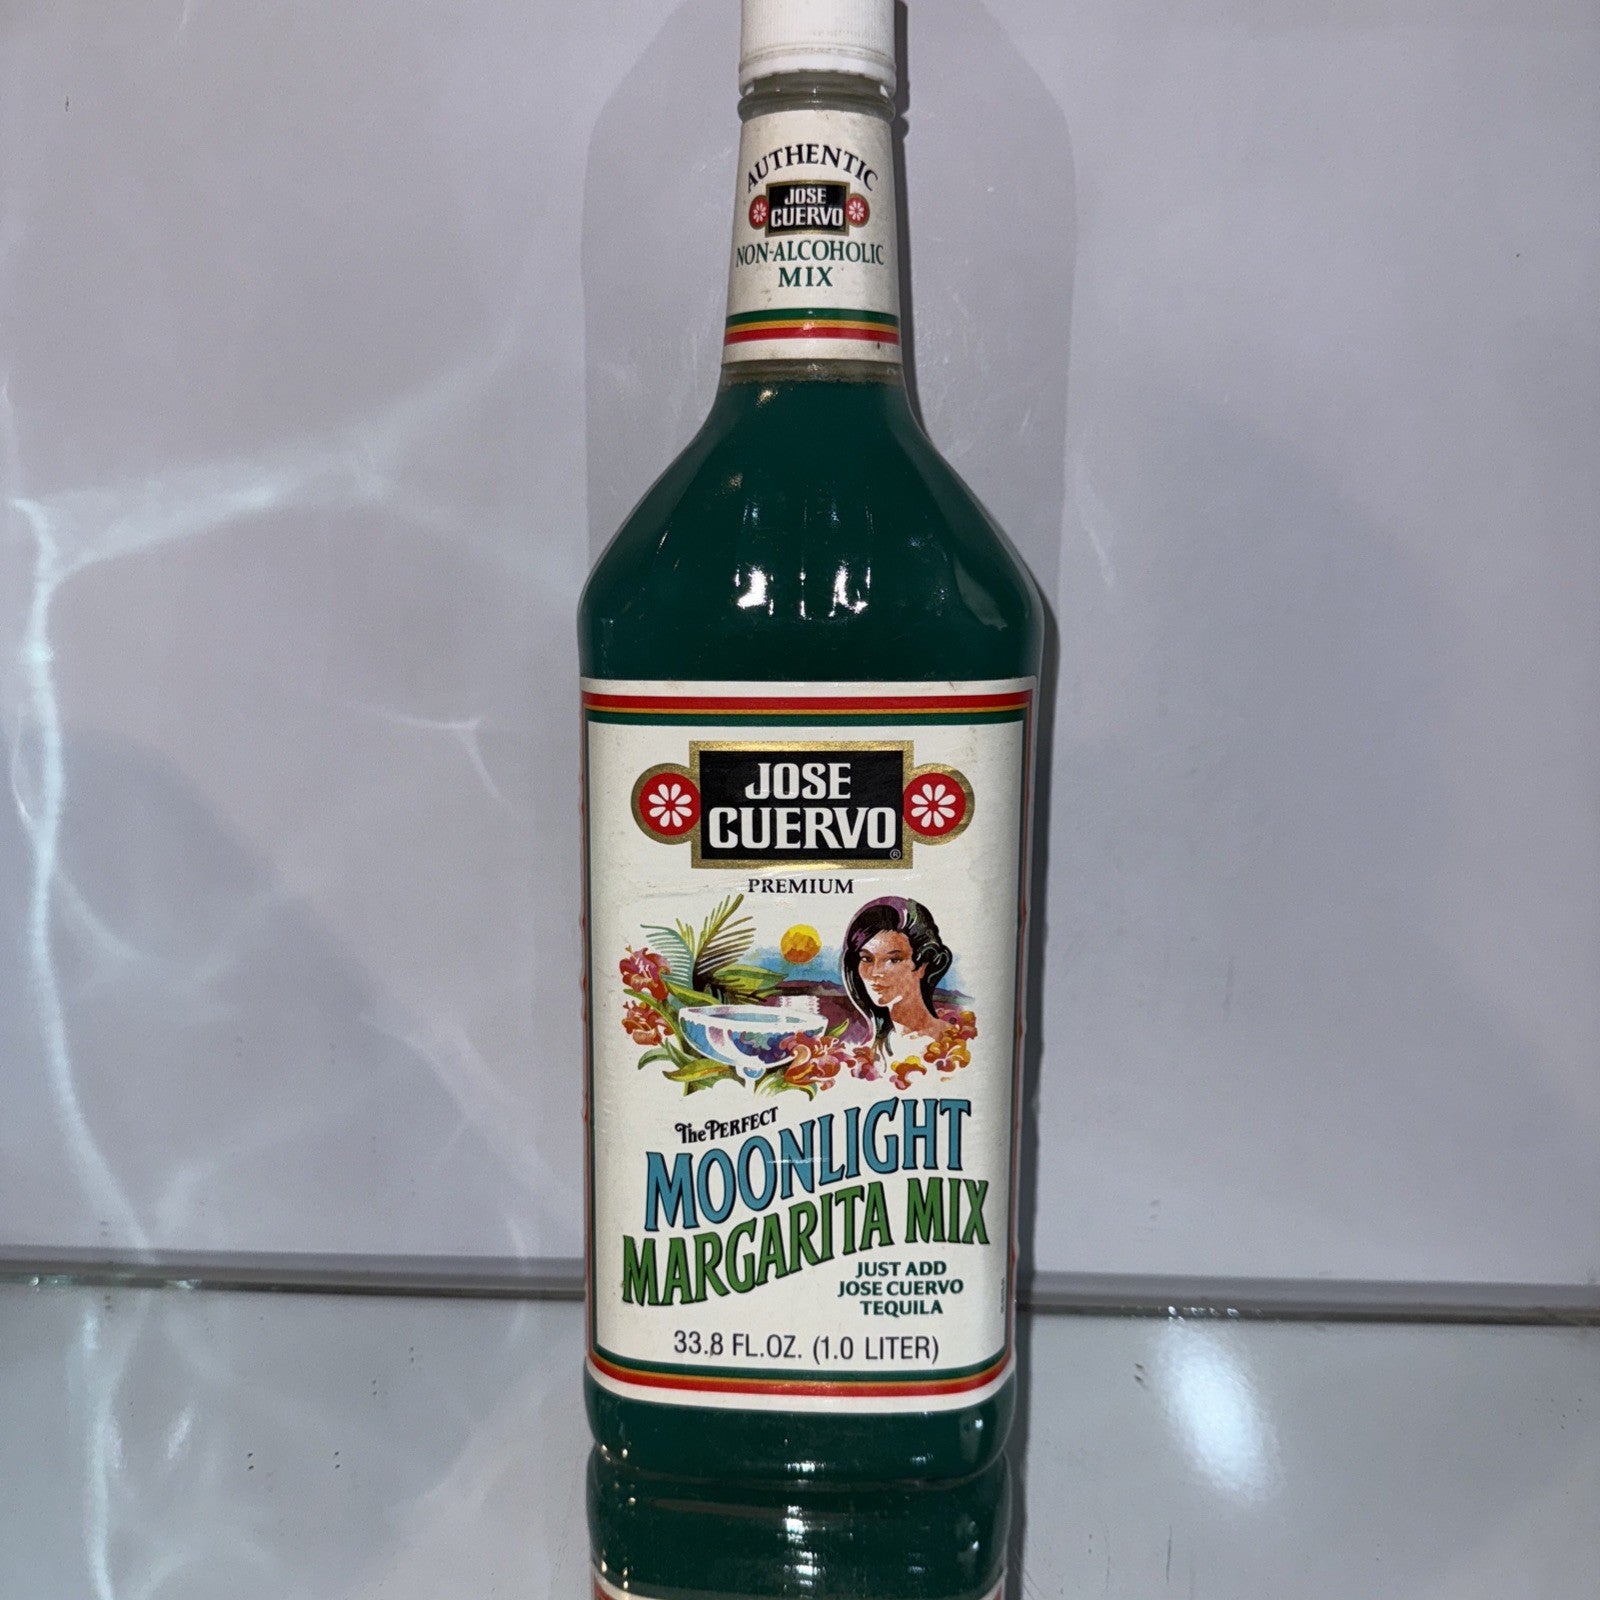 AUTHENTIC
JOSE
CUERVO
NON-ALCOHOLIC
MIX
JOSE
CUERVO®
PREMIUM
The PERFECT
MOONLIGHT
MARGARITA MIX
JUST ADD
JOSE CUERVO
TEQUILA
33.8 FL.OZ. (1.0 LITER)